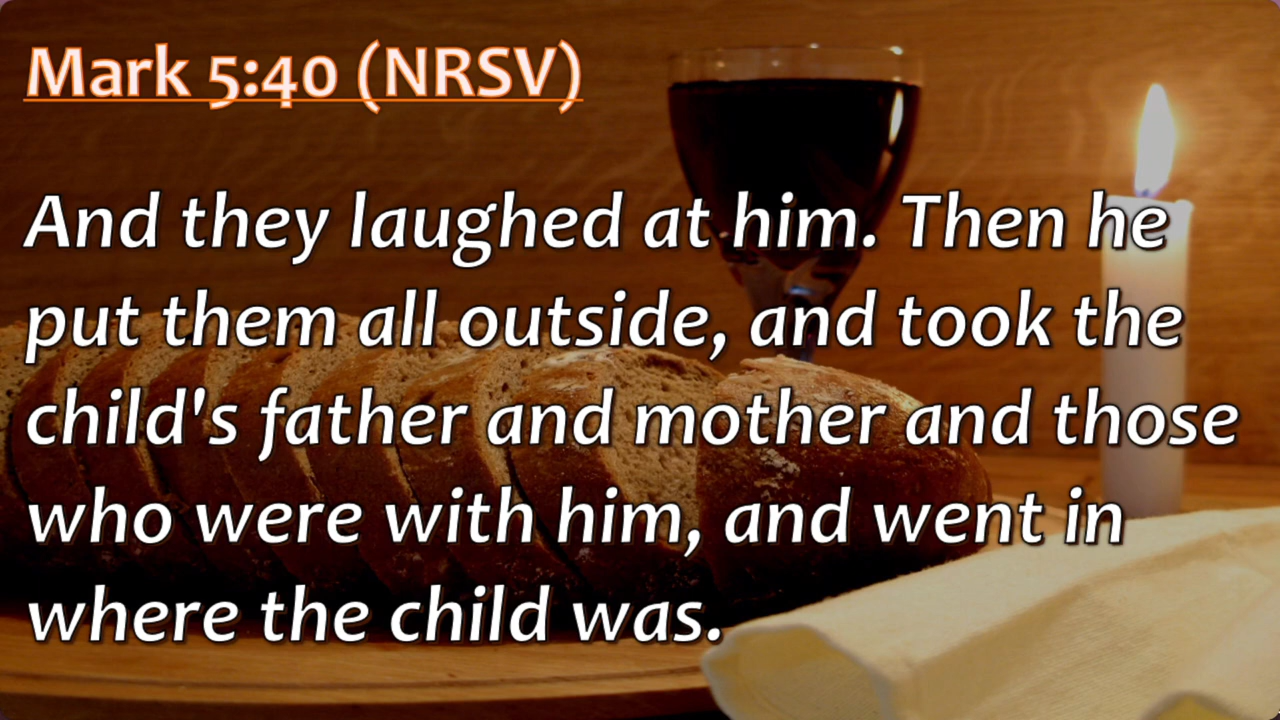 Mark 5:40 (NRSV)
And they laughed at him. Then he
put them all outside, and took the
child's father and mother and those
who were with him, and went in
where the child was.